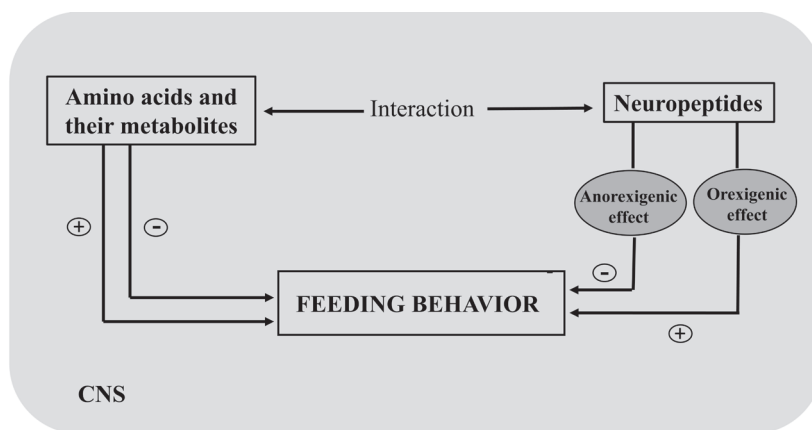 Amino acids and
their metabolites
Interaction
Neuropeptides
Anorexigenic
effect
Orexigenic
effect
+
-
-
FEEDING BEHAVIOR
+
CNS